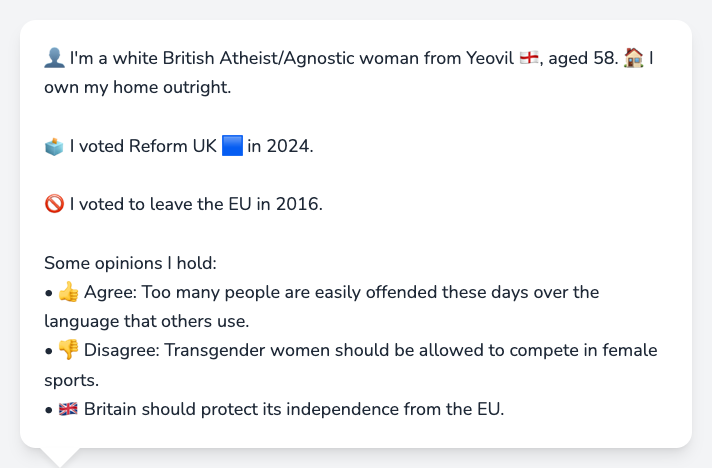 👤 I'm a white British Atheist/Agnostic woman from Yeovil 🏴󠁧󠁢󠁥󠁮󠁧󠁿, aged 58. 🏠 I
own my home outright.
🗳️ I voted Reform UK 🟦 in 2024.
🚫 I voted to leave the EU in 2016.
Some opinions I hold:
• 👍 Agree: Too many people are easily offended these days over the
language that others use.
• 👎 Disagree: Transgender women should be allowed to compete in female
sports.
• 🇬🇧 Britain should protect its independence from the EU.